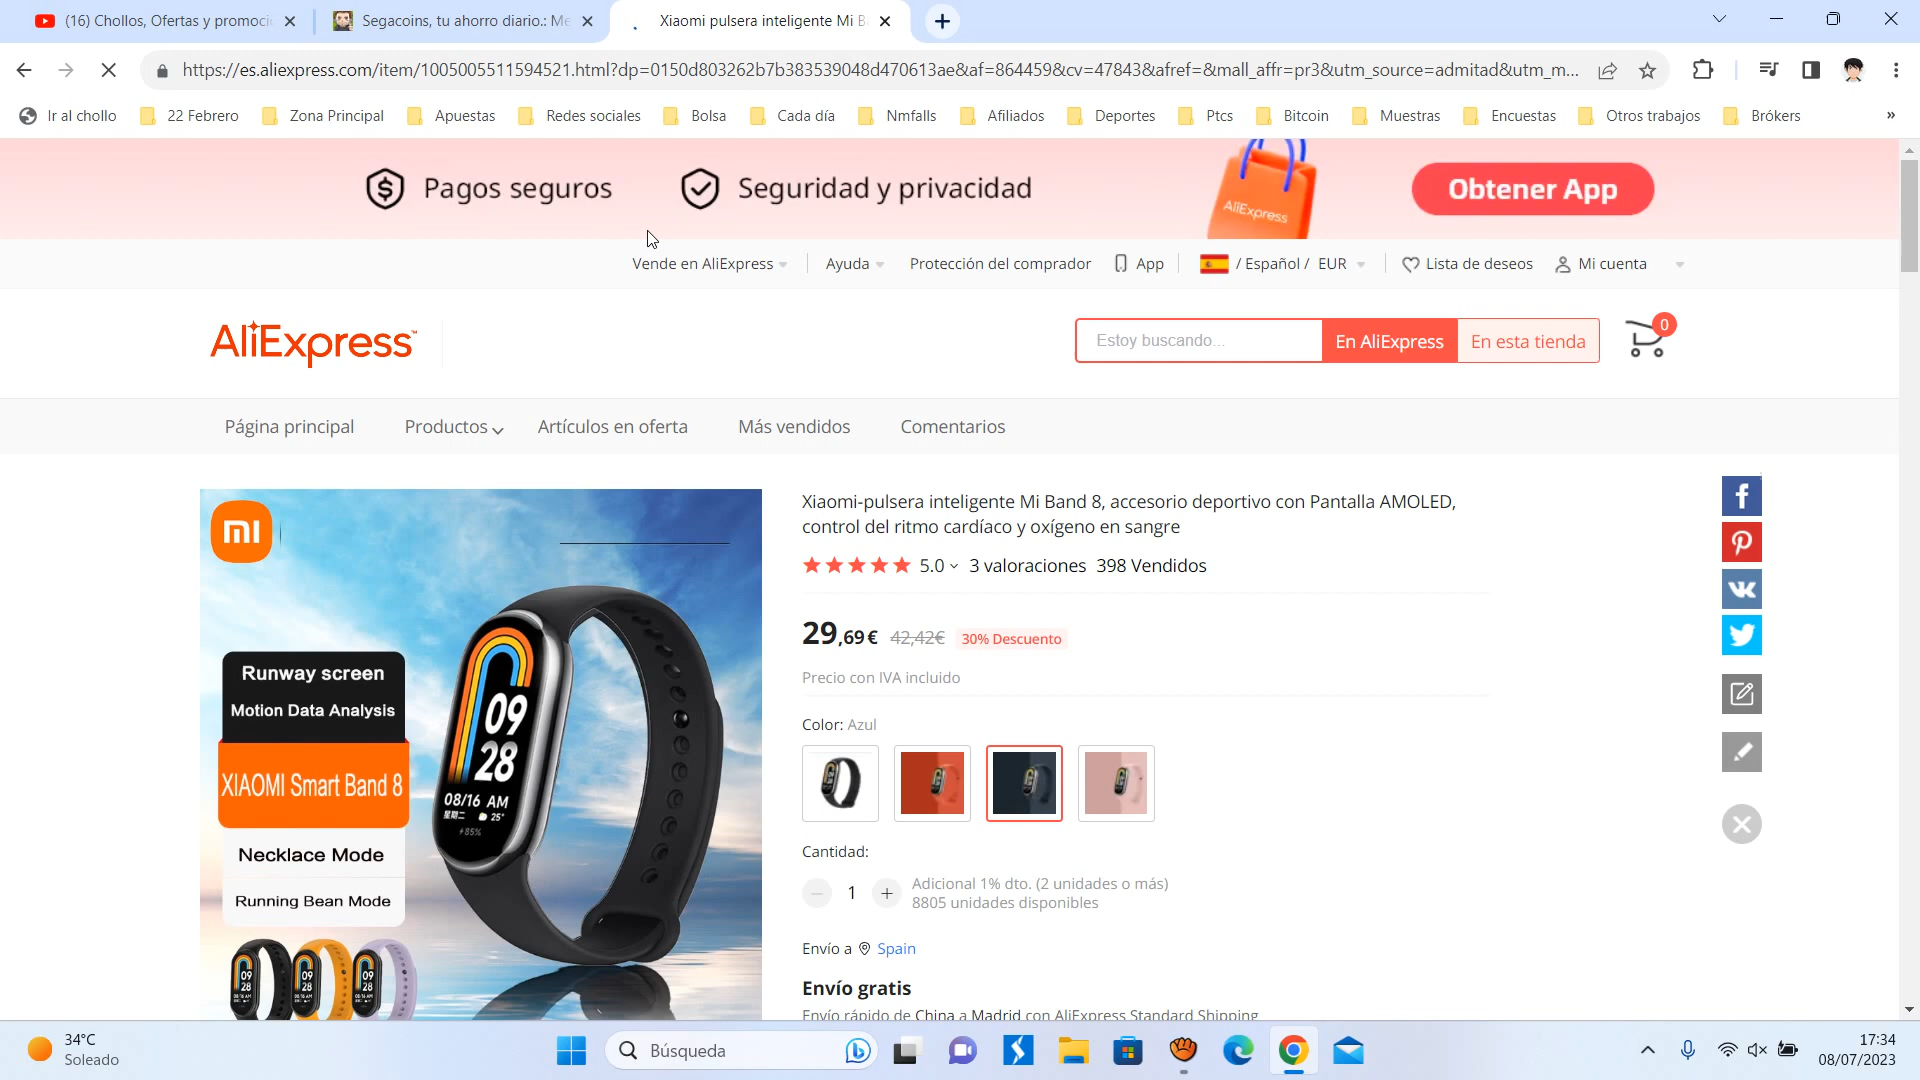 (16) Chollos, Ofertas y promoci
Segacoins, tu ahorro diario.: Me
Xiaomi pulsera inteligente Mi B
https://es.aliexpress.com/item/1005005511594521.html?dp=0150d803262b7b383539048d470613ae&af=864459&cv=47843&afref=&mall_affr=pr3&utm_source=admitad&utm_m...
Ir al chollo
22 Febrero
Zona Principal
Apuestas
Redes sociales
Bolsa
Cada día
Nmfalls
Afiliados
Deportes
Ptcs
Bitcoin
Muestras
Encuestas
Otros trabajos
Brókers
»
Pagos seguros
Seguridad y privacidad
AliExpress
Obtener App
Vende en AliExpress
Ayuda
Protección del comprador
App
/ Español / EUR
Lista de deseos
Mi cuenta
AliExpress
Estoy buscando...
En AliExpress
En esta tienda
0
Página principal
Productos
Artículos en oferta
Más vendidos
Comentarios
mi
Runway screen
Motion Data Analysis
XIAOMI Smart Band 8
Necklace Mode
Running Bean Mode
09
28
08/16 AM
星期二 25°
85%
Xiaomi-pulsera inteligente Mi Band 8, accesorio deportivo con Pantalla AMOLED,
control del ritmo cardíaco y oxígeno en sangre
5.0 3 valoraciones 398 Vendidos
29,69€ 42,42€ 30% Descuento
Precio con IVA incluido
Color: Azul
Cantidad:
1
Adicional 1% dto. (2 unidades o más)
8805 unidades disponibles
Envío a Spain
Envío gratis
Envío rápido de China a Madrid con AliExpress Standard Shipping
34°C
Soleado
Búsqueda
17:34
08/07/2023